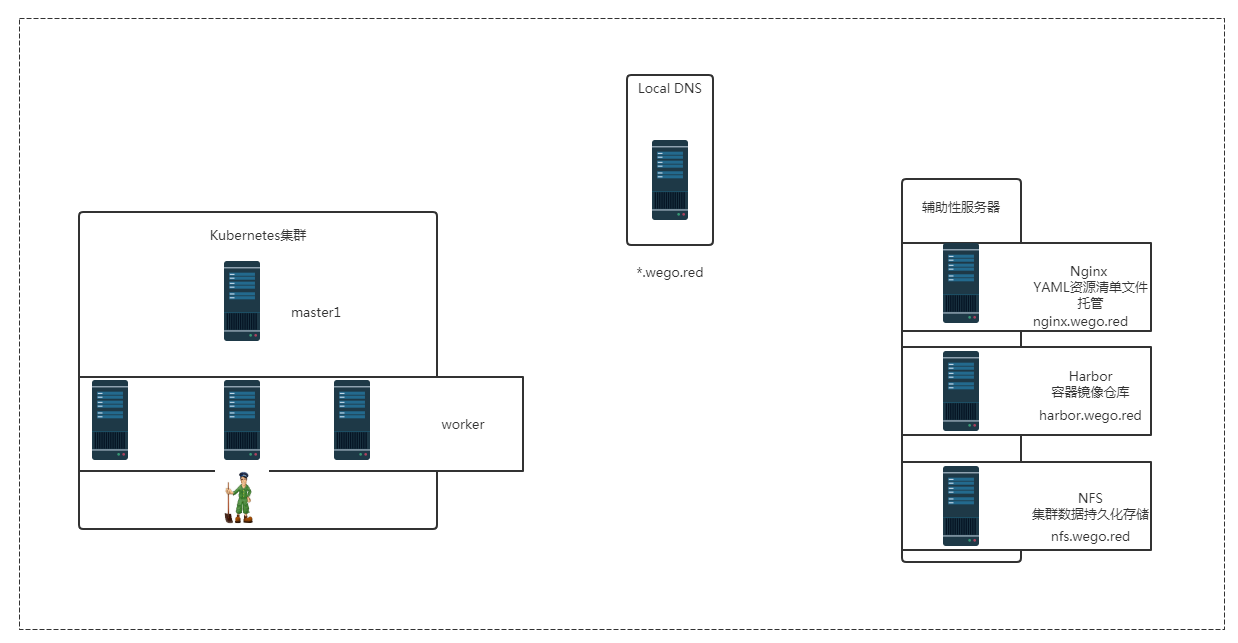 Local DNS
*.wego.red
Kubernetes集群
master1
worker
辅助性服务器
Nginx
YAML资源清单文件
托管
nginx.wego.red
Harbor
容器镜像仓库
harbor.wego.red
NFS
集群数据持久化存储
nfs.wego.red